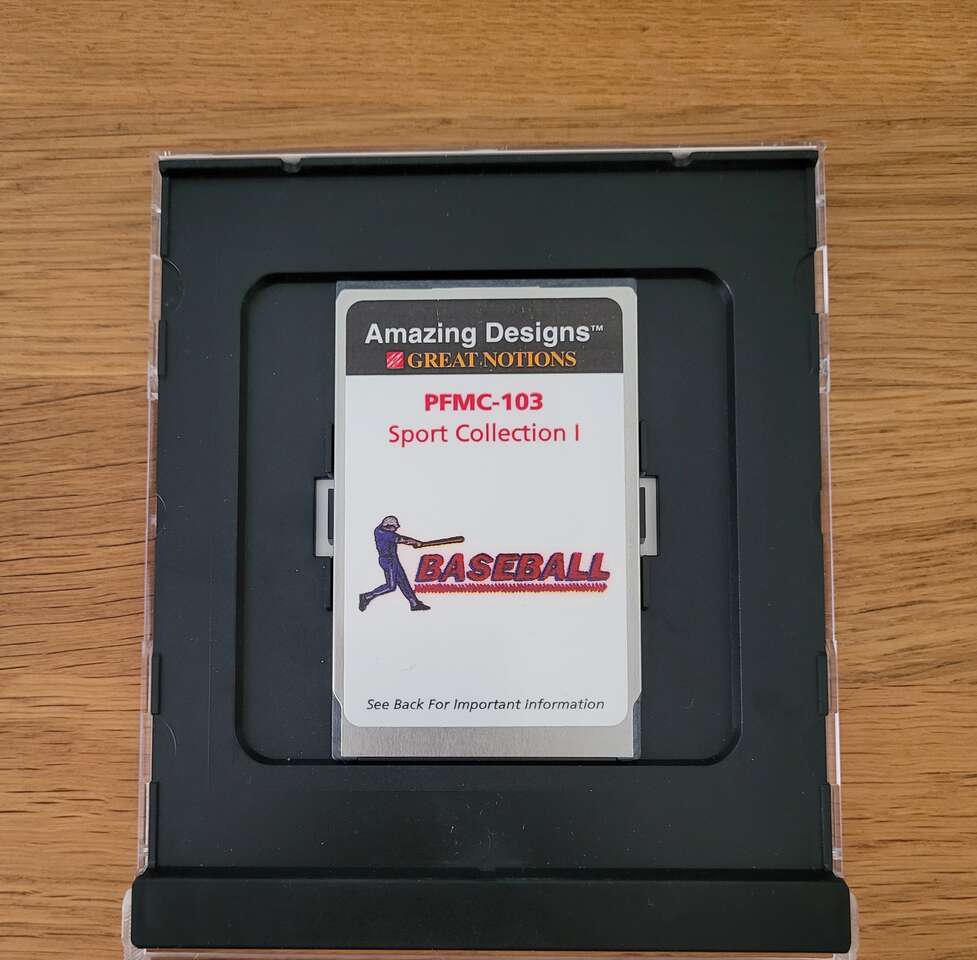 Amazing Designs™
GREAT NOTIONS
PFMC-103
Sport Collection I
BASEBALL
See Back For Important Information